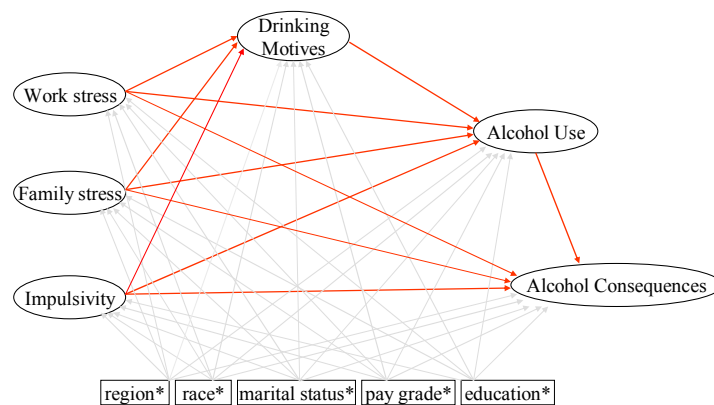 Drinking
Motives
Work stress
Alcohol Use
Family stress
Impulsivity
Alcohol Consequences
region*
race*
marital status*
pay grade*
education*